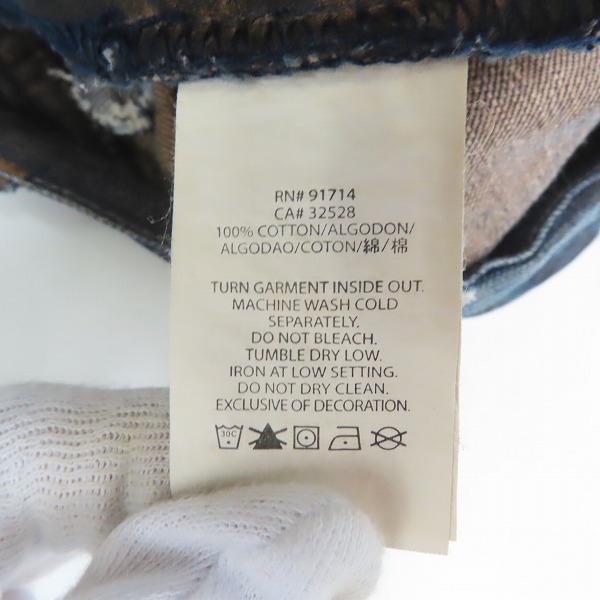 RN# 91714
CA# 32528
100% COTTON/ALGODON/
ALGODAO/COTON/綿/棉
TURN GARMENT INSIDE OUT.
MACHINE WASH COLD
SEPARATELY.
DO NOT BLEACH.
TUMBLE DRY LOW.
IRON AT LOW SETTING.
DO NOT DRY CLEAN.
EXCLUSIVE OF DECORATION.
30C